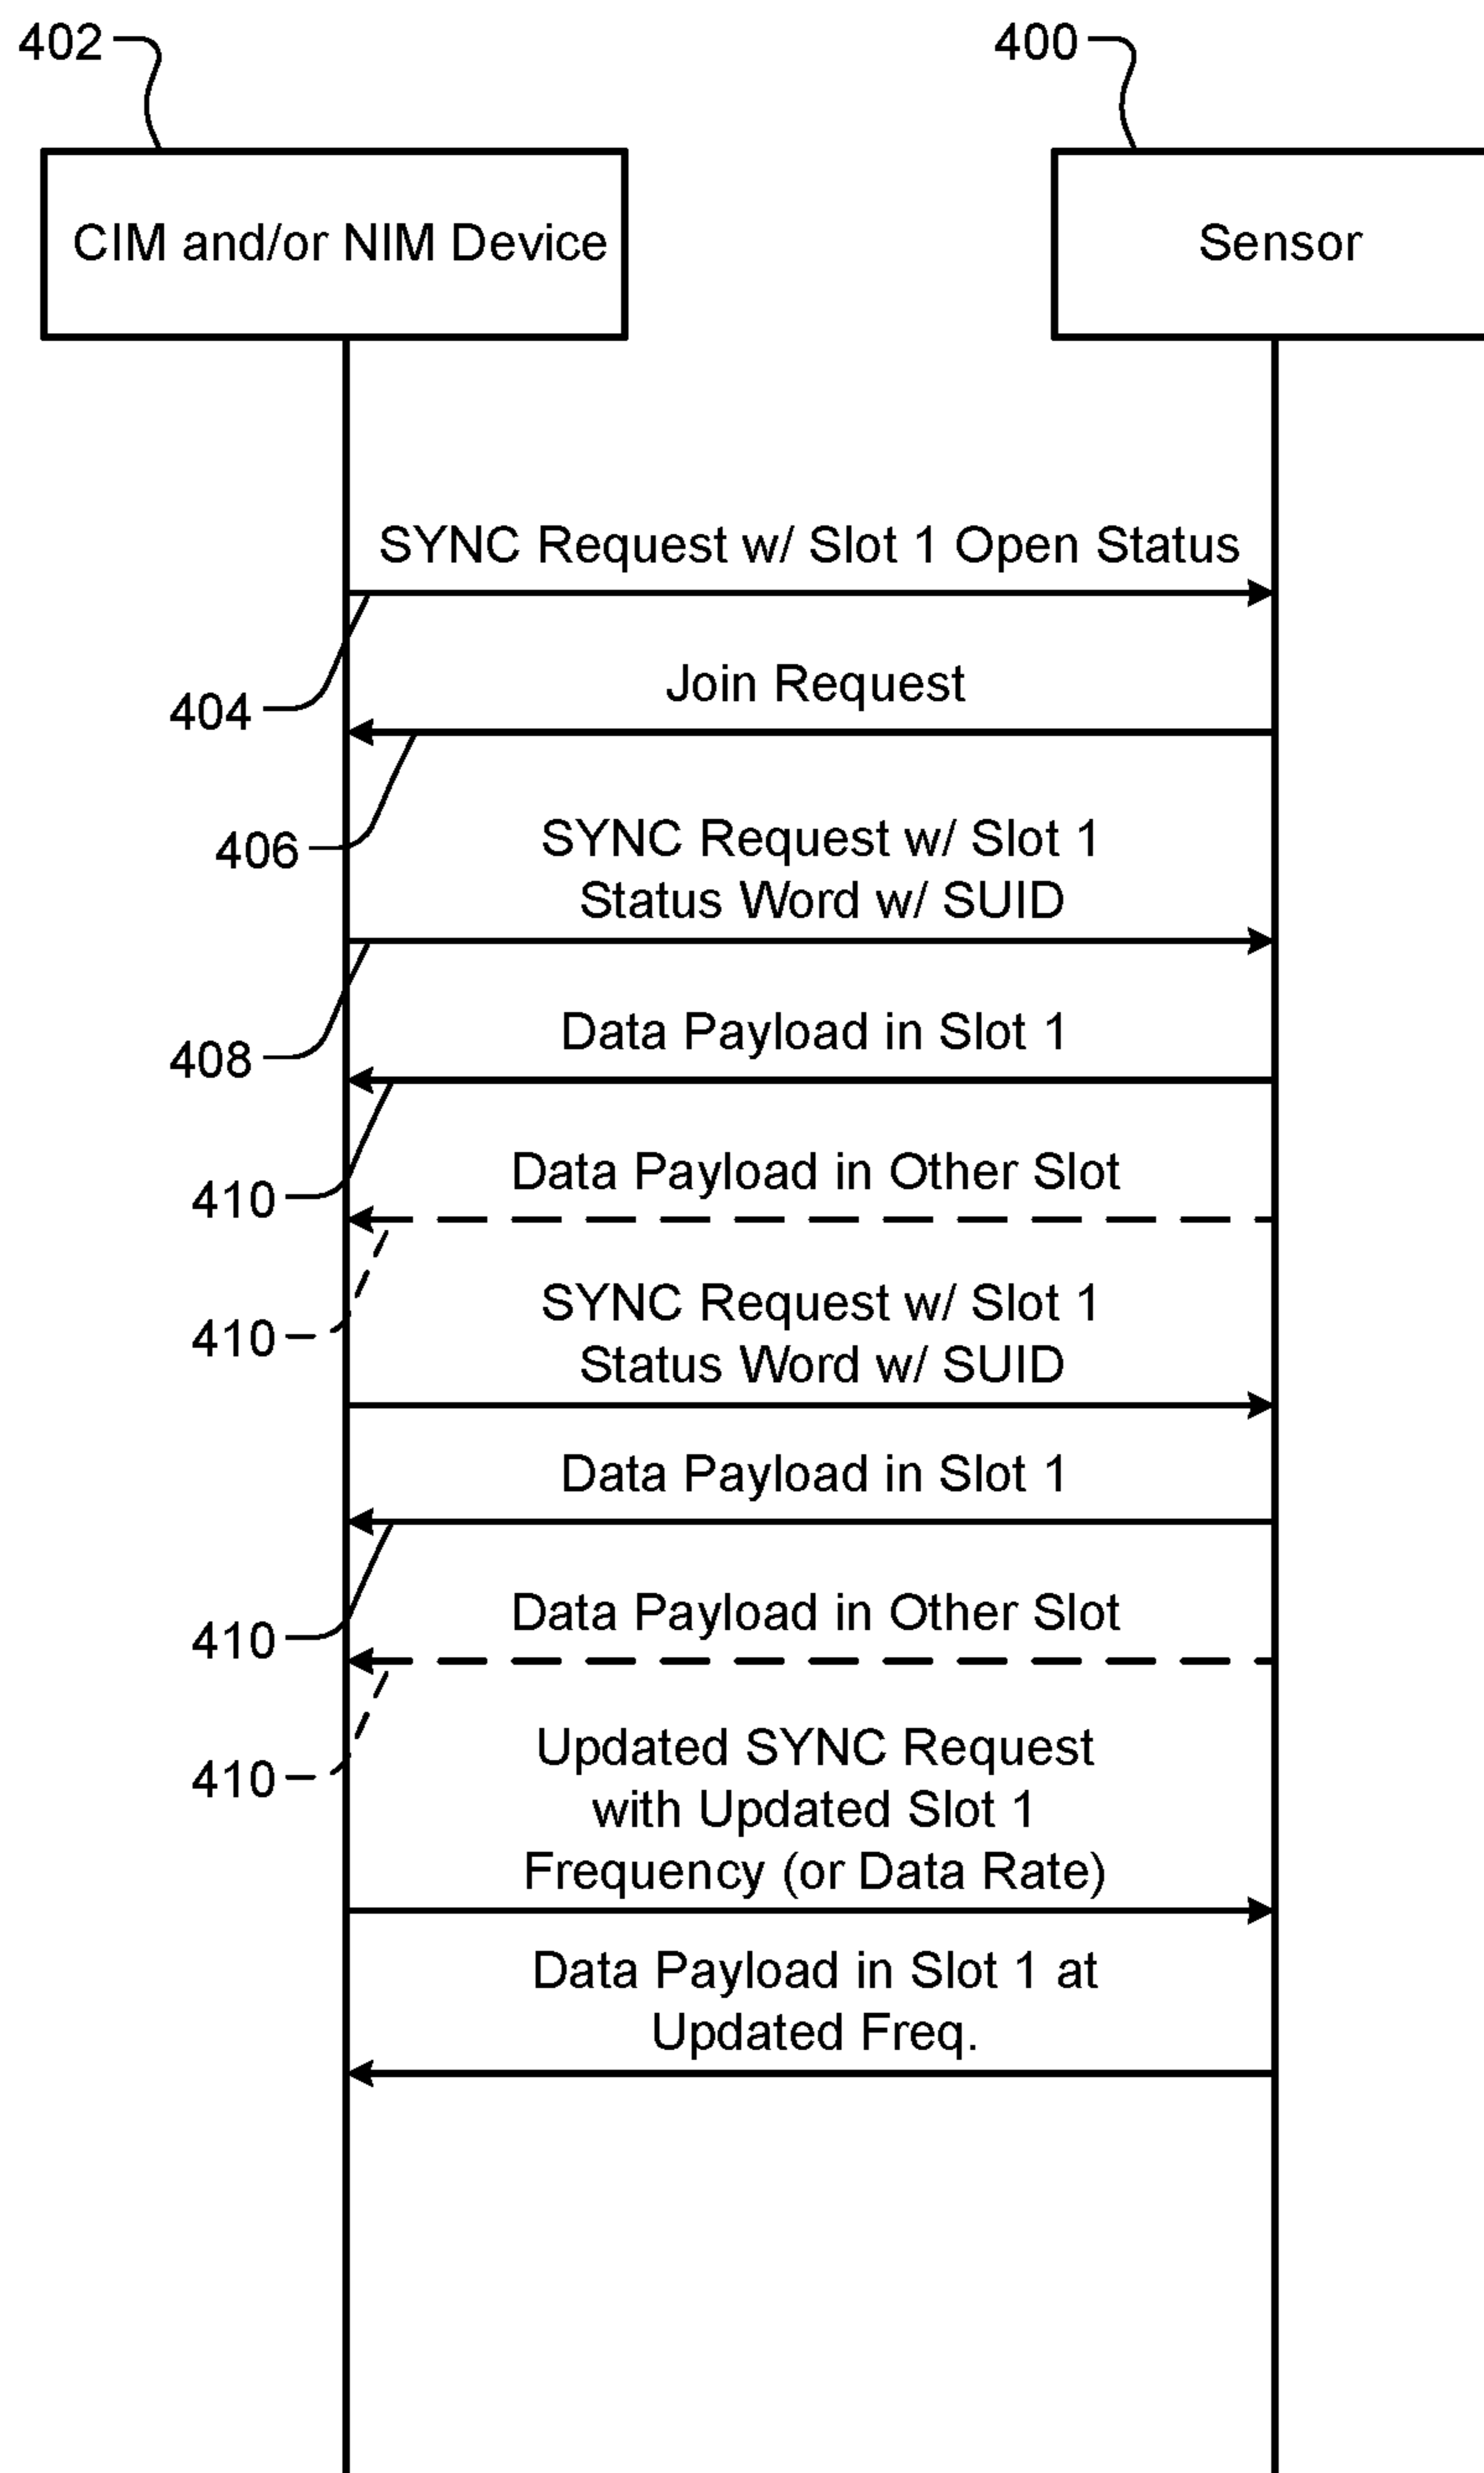 402
400
CIM and/or NIM Device
Sensor
SYNC Request w/ Slot 1 Open Status
404
Join Request
406
SYNC Request w/ Slot 1
Status Word w/ SUID
408
Data Payload in Slot 1
410
Data Payload in Other Slot
410
SYNC Request w/ Slot 1
Status Word w/ SUID
Data Payload in Slot 1
410
Data Payload in Other Slot
410
Updated SYNC Request
with Updated Slot 1
Frequency (or Data Rate)
Data Payload in Slot 1 at
Updated Freq.